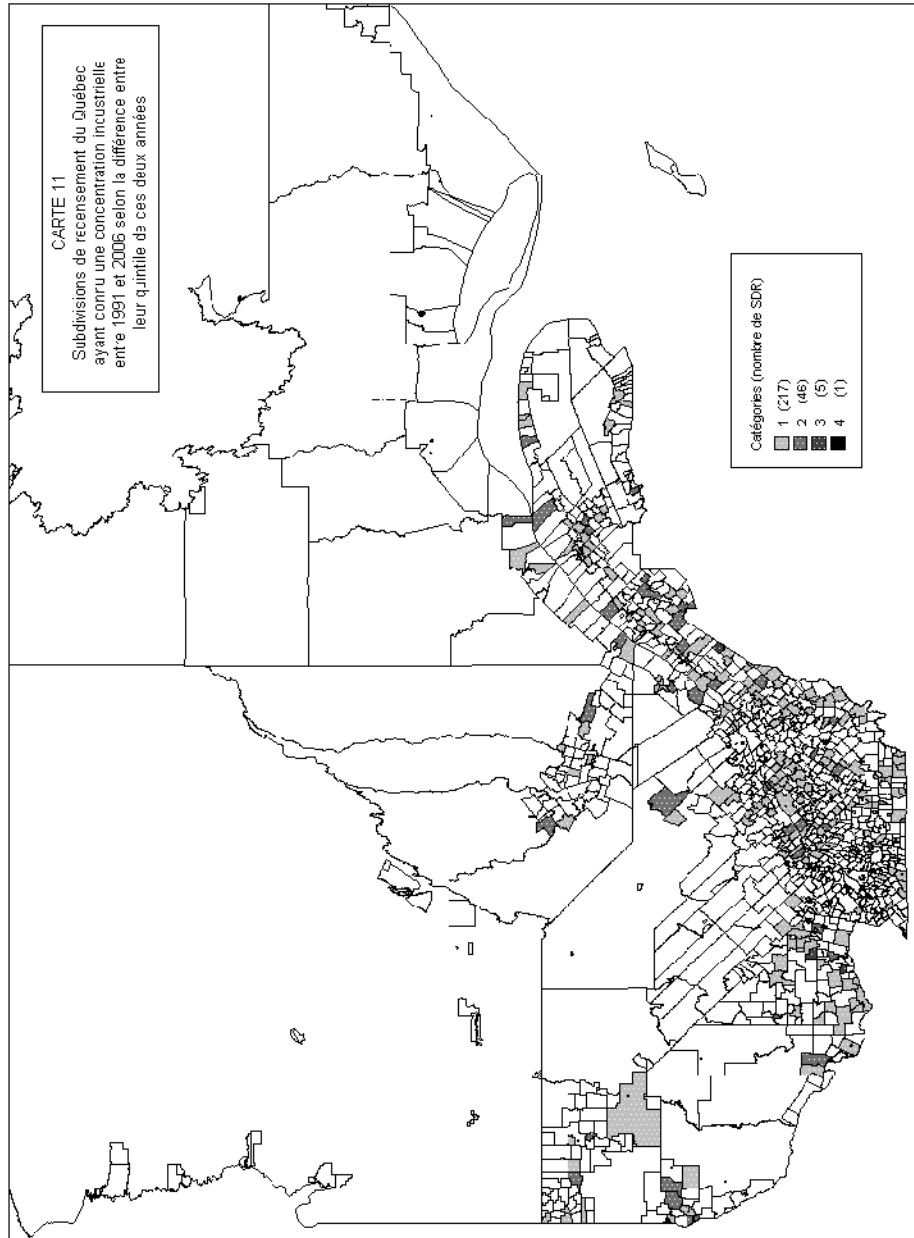 CARTE 11
Subdivisions de recensement du Québec
ayant connu une concentration incustrielle
entre 1991 et 2006 selon la différence entre
leur quintile de ces deux années
Catégories (nombre de SDR)
1 (217)
2 (46)
3 (5)
4 (1)